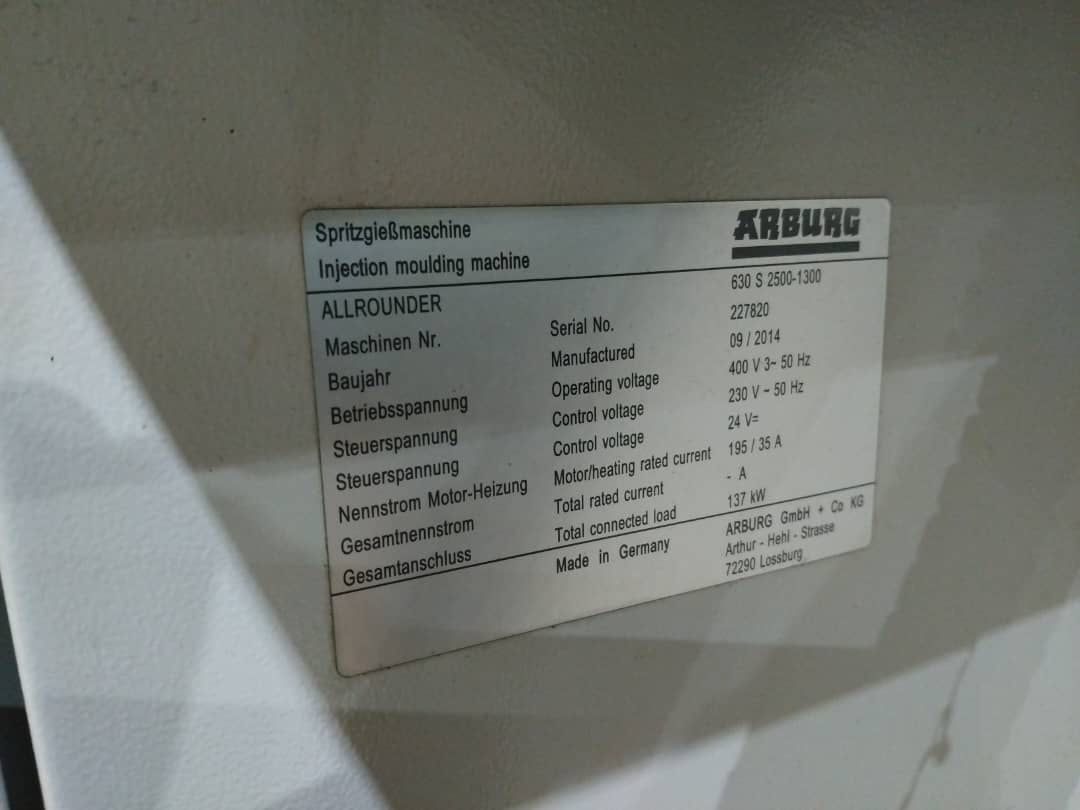 Spritzgießmaschine
ARBURG
Injection moulding machine
ALLROUNDER 630 S 2500-1300
Maschinen Nr. Serial No. 227820
Baujahr Manufactured 09 / 2014
Betriebsspannung Operating voltage 400 V 3~ 50 Hz
Steuerspannung Control voltage 230 V ~ 50 Hz
Steuerspannung Control voltage 24 V=
Nennstrom Motor-Heizung Motor/heating rated current 195 / 35 A
Gesamtnennstrom Total rated current - A
Gesamtanschluss Total connected load 137 kW
Made in Germany ARBURG GmbH + Co KG
Arthur - Hehl - Strasse
72290 Lossburg